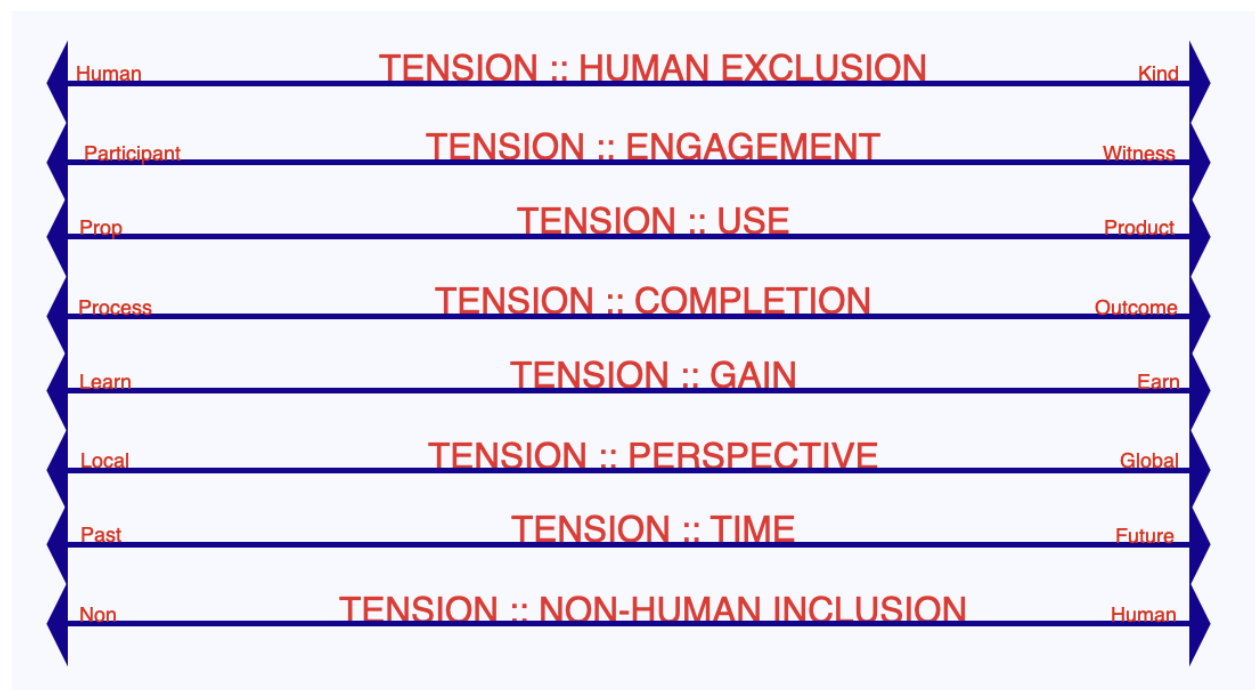 Human TENSION :: HUMAN EXCLUSION Kind
Participant TENSION :: ENGAGEMENT Witness
Prop TENSION :: USE Product
Process TENSION :: COMPLETION Outcome
Learn TENSION :: GAIN Earn
Local TENSION :: PERSPECTIVE Global
Past TENSION :: TIME Future
Non TENSION :: NON-HUMAN INCLUSION Human